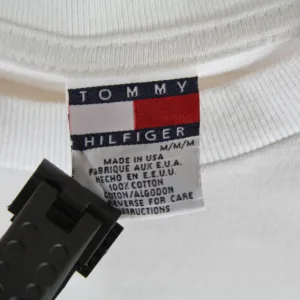 TOMMY
HILFIGER
M/M/M
MADE IN USA
FABRIQUE AUX E.U.A.
HECHO EN E.E.U.U.
100% COTTON
COTON/ALGODON
REVERSE FOR CARE
INSTRUCTIONS